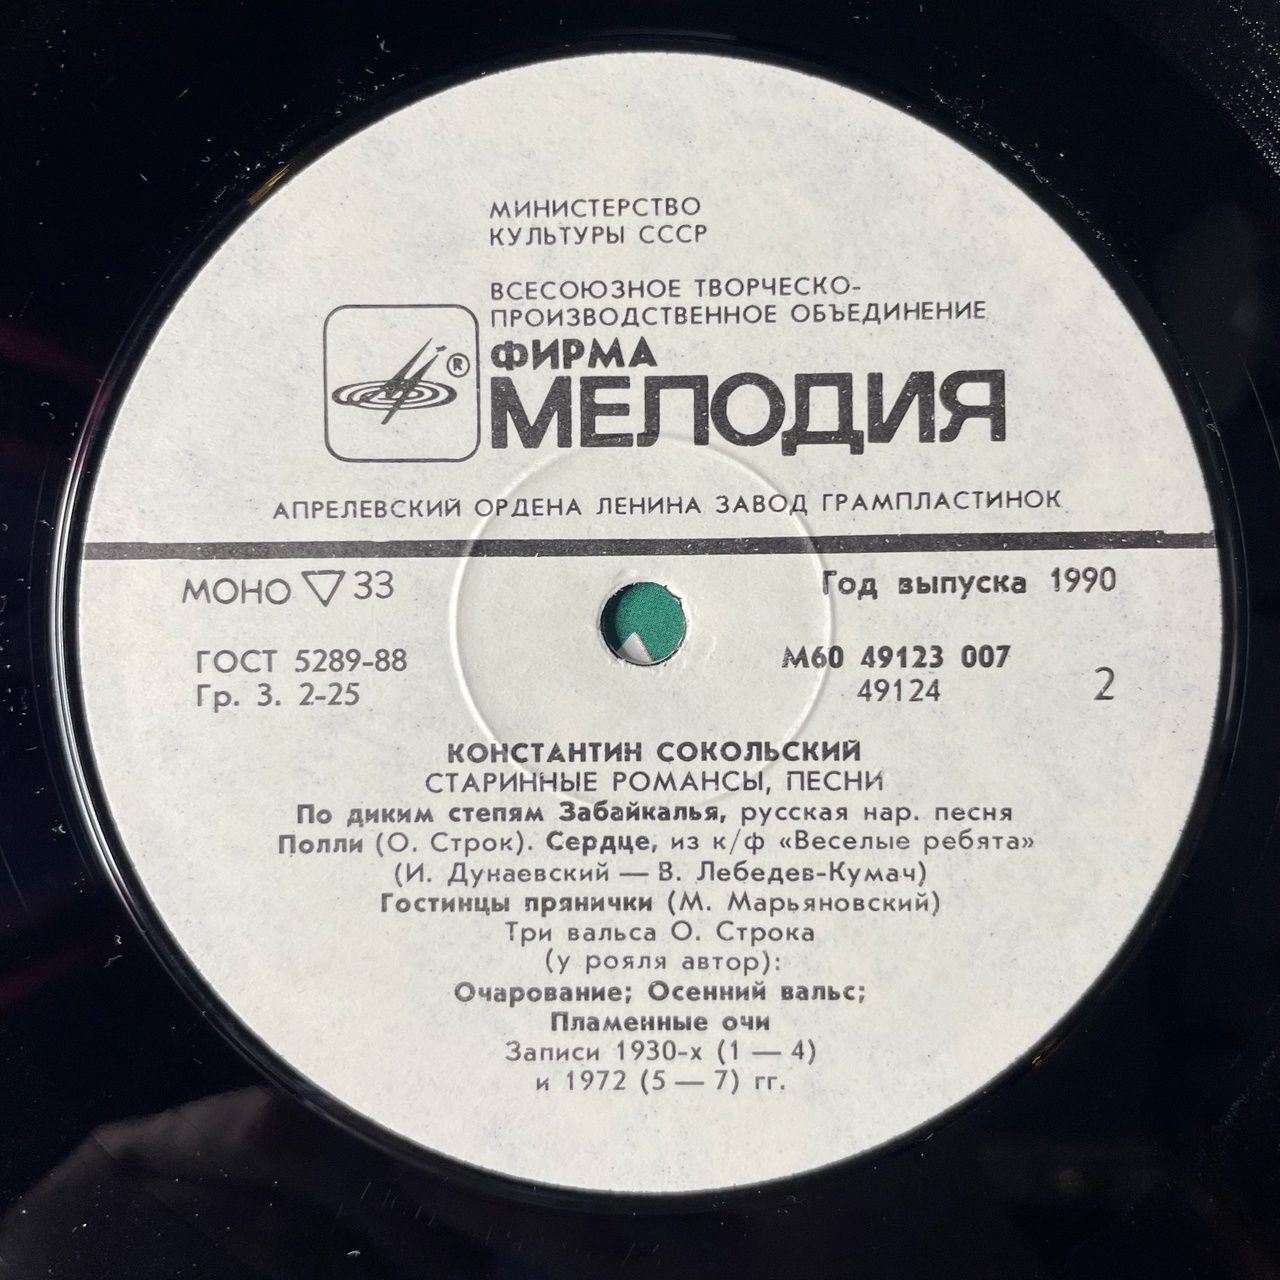 МИНИСТЕРСТВО
КУЛЬТУРЫ СССР
ВСЕСОЮЗНОЕ ТВОРЧЕСКО-
ПРОИЗВОДСТВЕННОЕ ОБЪЕДИНЕНИЕ
ФИРМА
®
МЕЛОДИЯ
АПРЕЛЕВСКИЙ ОРДЕНА ЛЕНИНА ЗАВОД ГРАМПЛАСТИНОК
МОНО ▽ 33
Год выпуска 1990
ГОСТ 5289-88
М60 49123 007
Гр. 3. 2-25
49124
2
КОНСТАНТИН СОКОЛЬСКИЙ
СТАРИННЫЕ РОМАНСЫ, ПЕСНИ
По диким степям Забайкалья, русская нар. песня
Полли (О. Строк). Сердце, из к/ф «Веселые ребята»
(И. Дунаевский — В. Лебедев-Кумач)
Гостинцы прянички (М. Марьяновский)
Три вальса О. Строка
(у рояля автор):
Очарование; Осенний вальс;
Пламенные очи
Записи 1930-х (1 — 4)
и 1972 (5 — 7) гг.